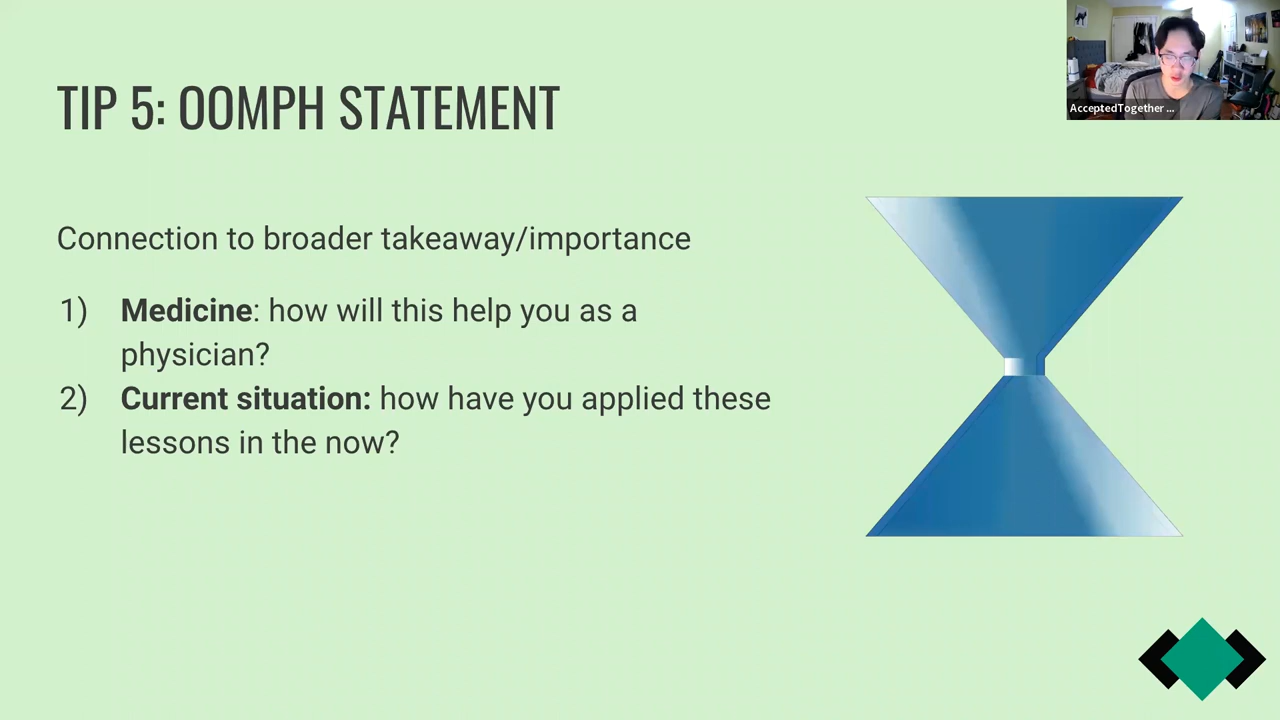 TIP 5: OOMPH STATEMENT
AcceptedTogether ...
Connection to broader takeaway/importance
1) Medicine: how will this help you as a
physician?
2) Current situation: how have you applied these
lessons in the now?